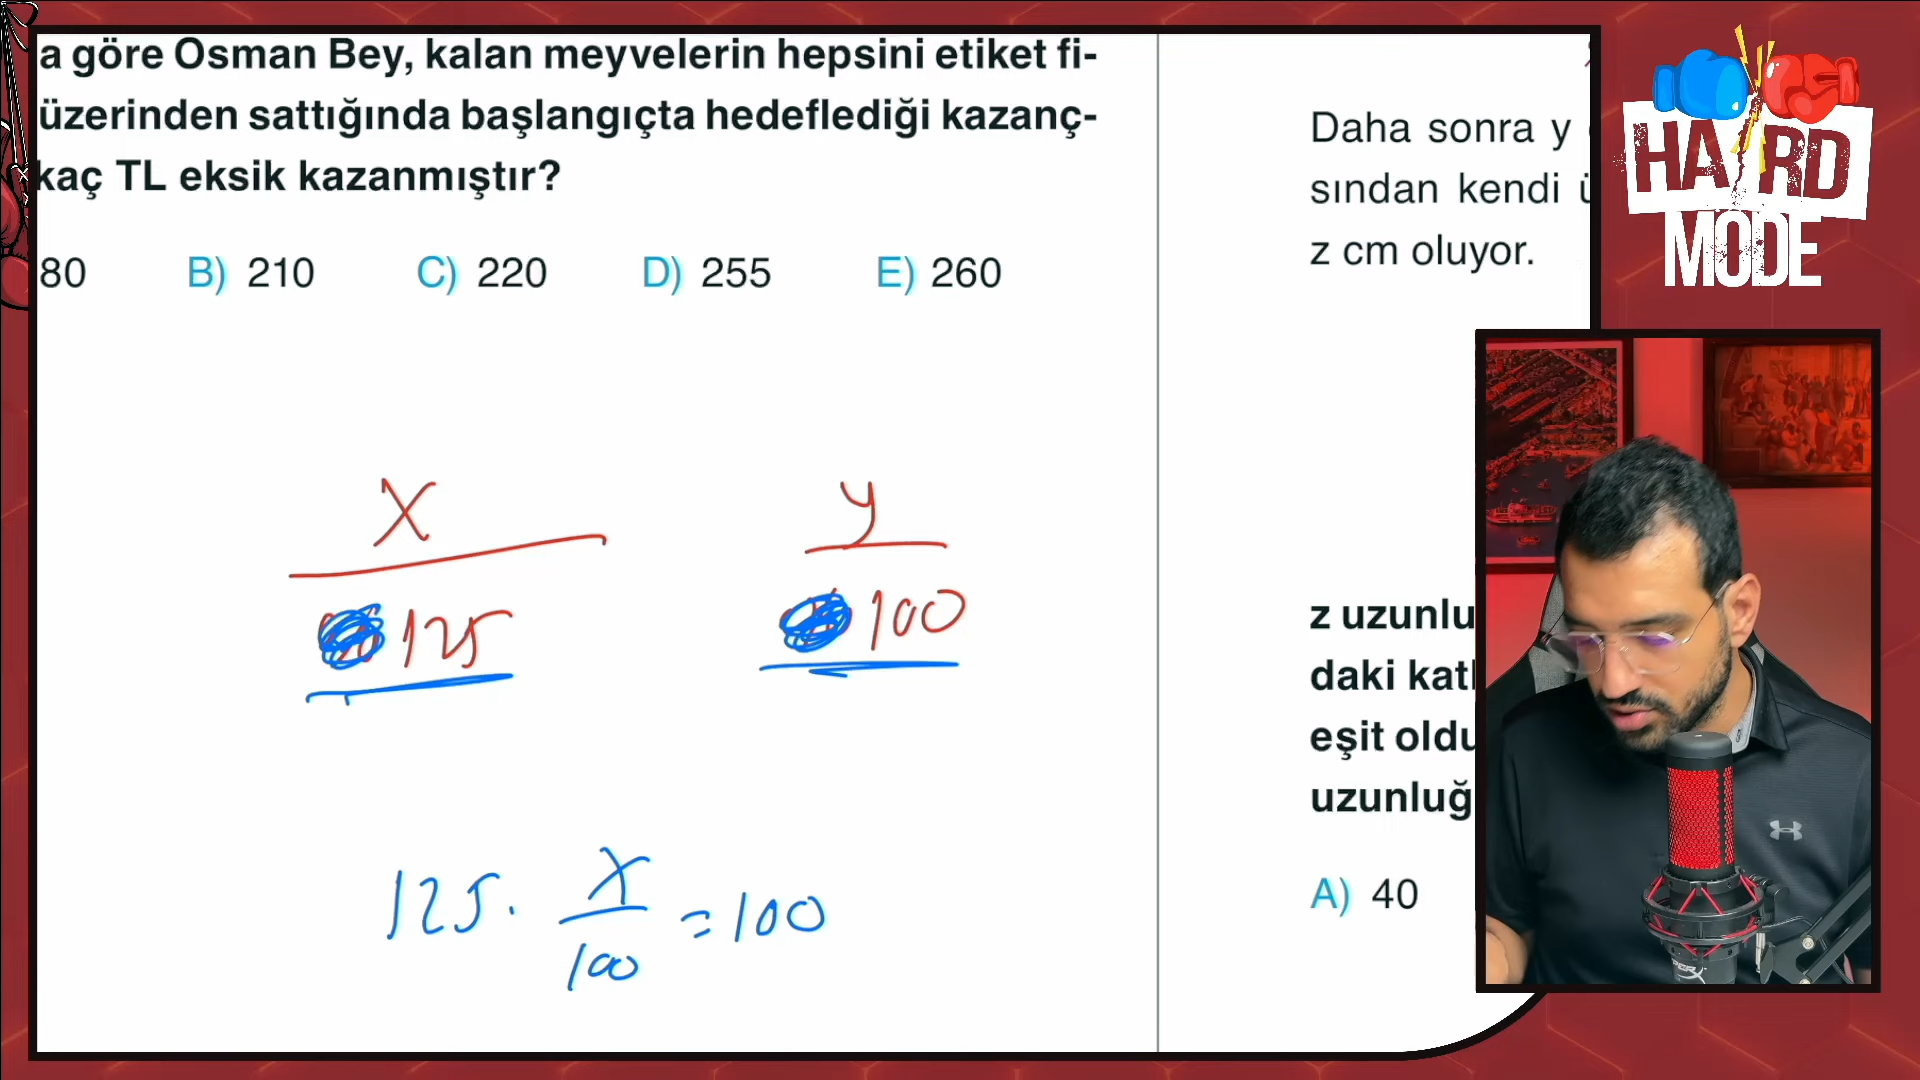 a göre Osman Bey, kalan meyvelerin hepsini etiket fi-
üzerinden sattığında başlangıçta hedeflediği kazanç-
kaç TL eksik kazanmıştır?
80 B) 210 C) 220 D) 255 E) 260
x y
125 100
125. x/100 = 100
Daha sonra y
sından kendi ü
z cm oluyor.
z uzunlu
daki katl
eşit oldu
uzunluğ
A) 40
HARD
MODE